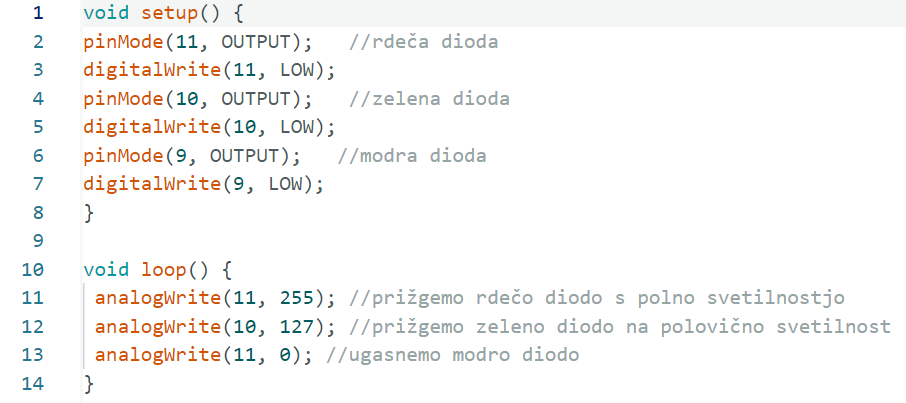 1 void setup() {
2 pinMode(11, OUTPUT);   //rdeča dioda
3 digitalWrite(11, LOW);
4 pinMode(10, OUTPUT);   //zelena dioda
5 digitalWrite(10, LOW);
6 pinMode(9, OUTPUT);   //modra dioda
7 digitalWrite(9, LOW);
8 }
9
10 void loop() {
11  analogWrite(11, 255); //prižgemo rdečo diodo s polno svetilnostjo
12  analogWrite(10, 127); //prižgemo zeleno diodo na polovično svetilnost
13  analogWrite(11, 0); //ugasnemo modro diodo
14 }